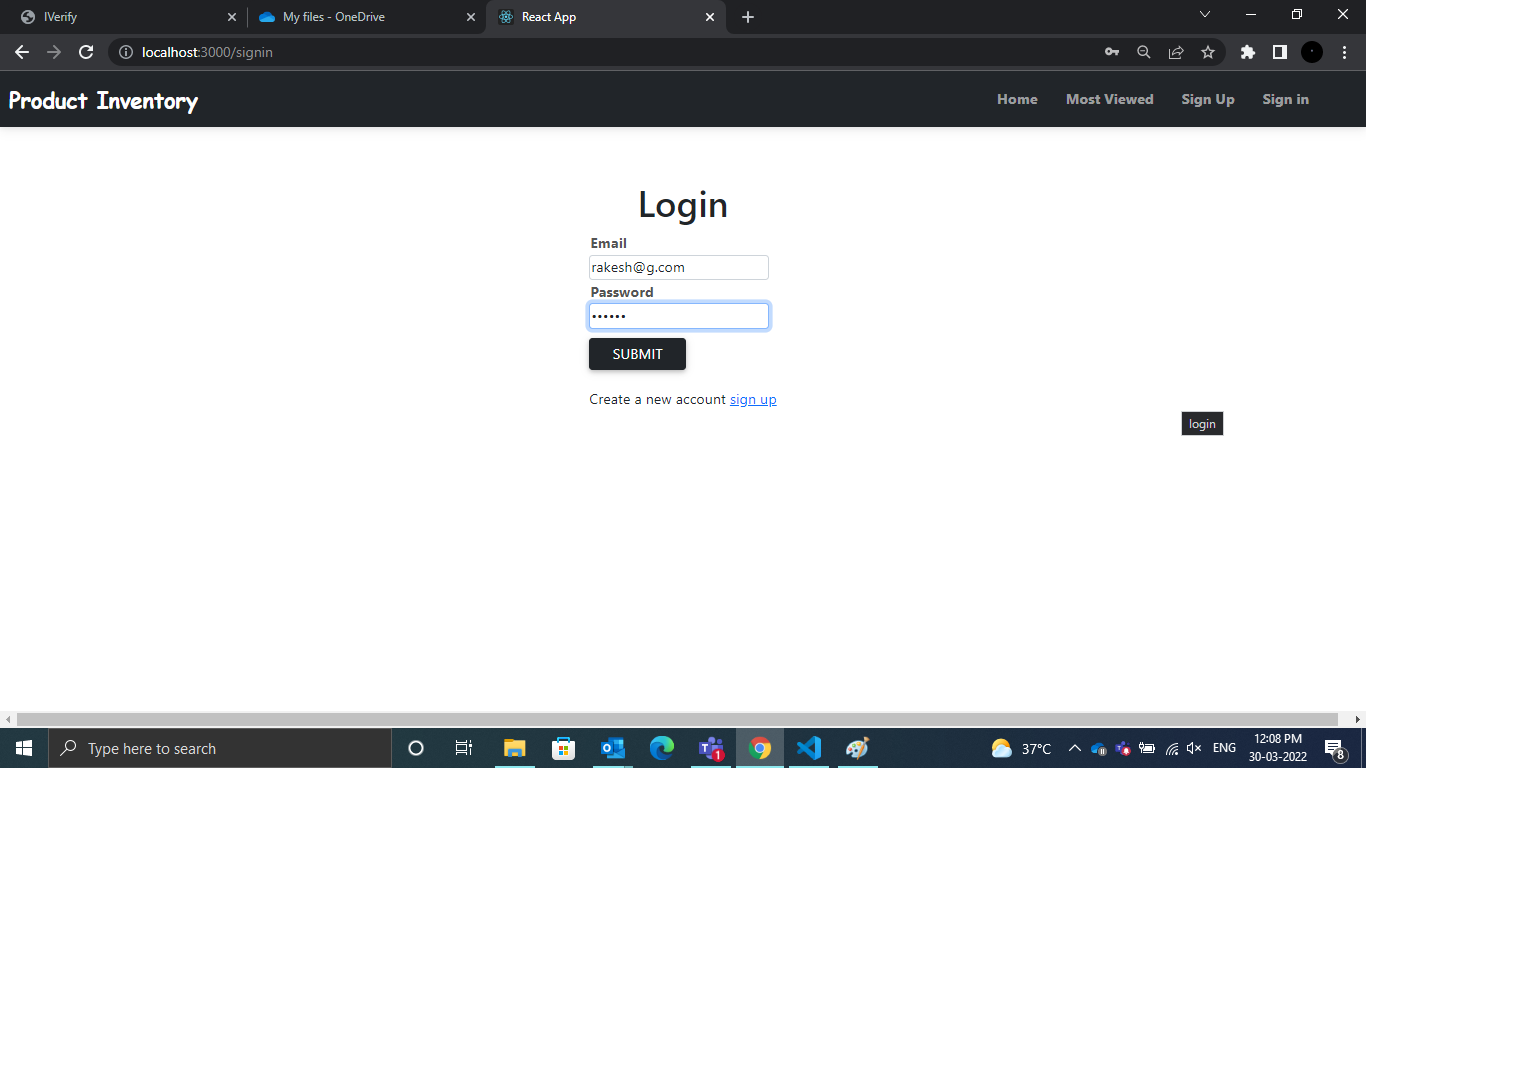 IVerify
My files - OneDrive
React App
localhost:3000/signin
Product Inventory
Home
Most Viewed
Sign Up
Sign in
Login
Email
rakesh@g.com
Password
••••••
SUBMIT
Create a new account sign up
login
Type here to search
1
37°C
ENG
12:08 PM
30-03-2022
8